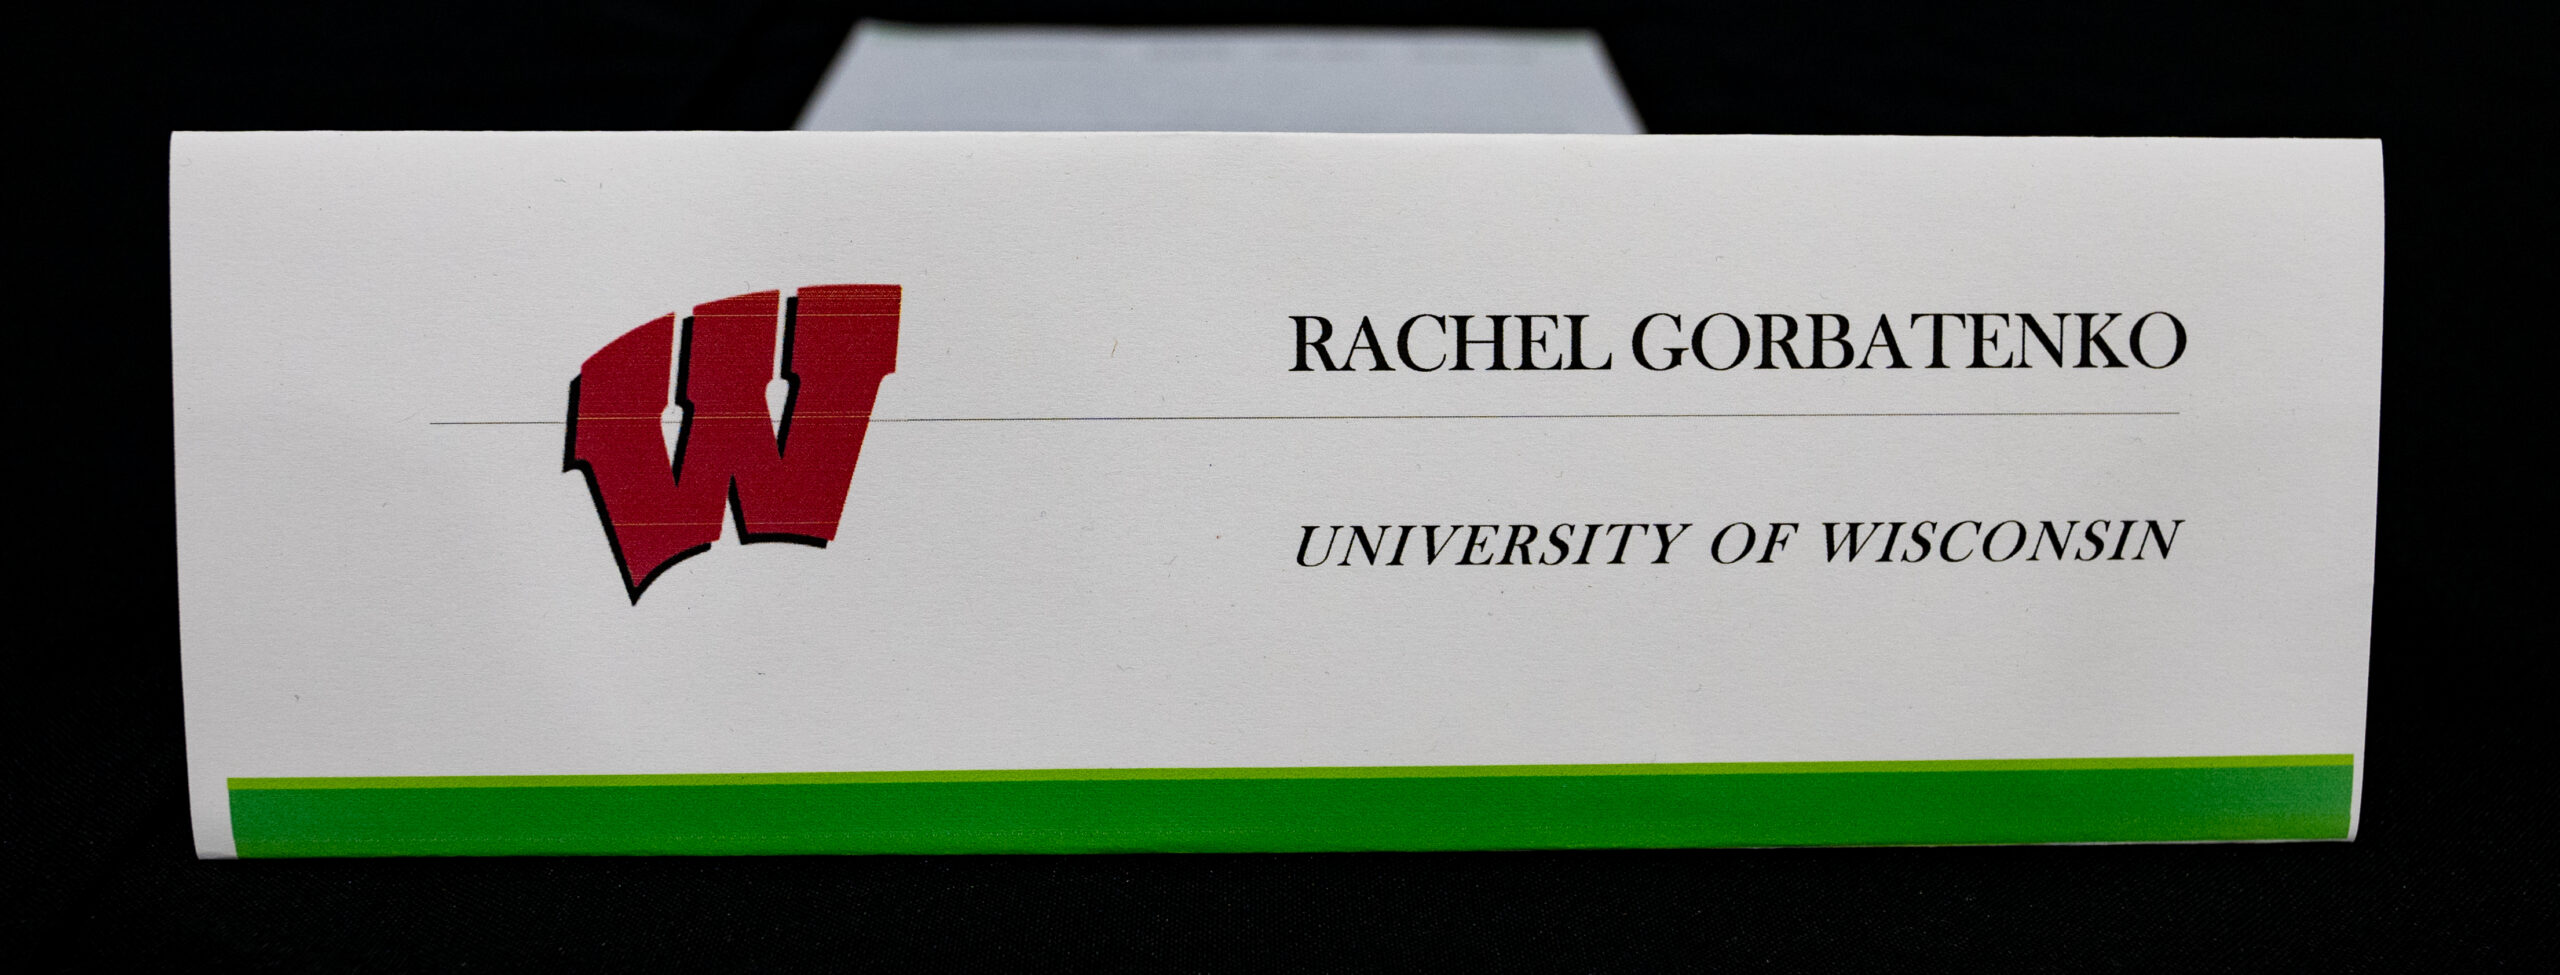 W
RACHEL GORBATENKO
UNIVERSITY OF WISCONSIN